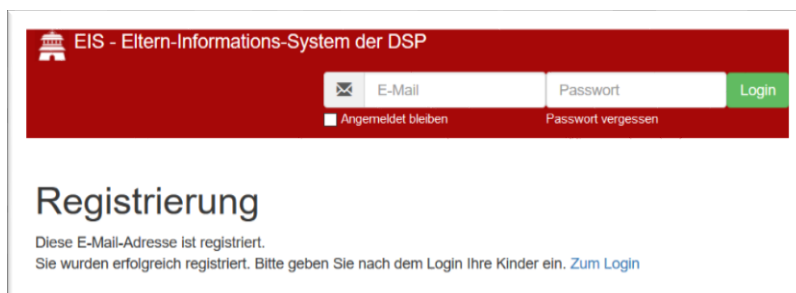 EIS - Eltern-Informations-System der DSP
E-Mail
Passwort
Login
Angemeldet bleiben
Passwort vergessen
Registrierung
Diese E-Mail-Adresse ist registriert.
Sie wurden erfolgreich registriert. Bitte geben Sie nach dem Login Ihre Kinder ein. Zum Login